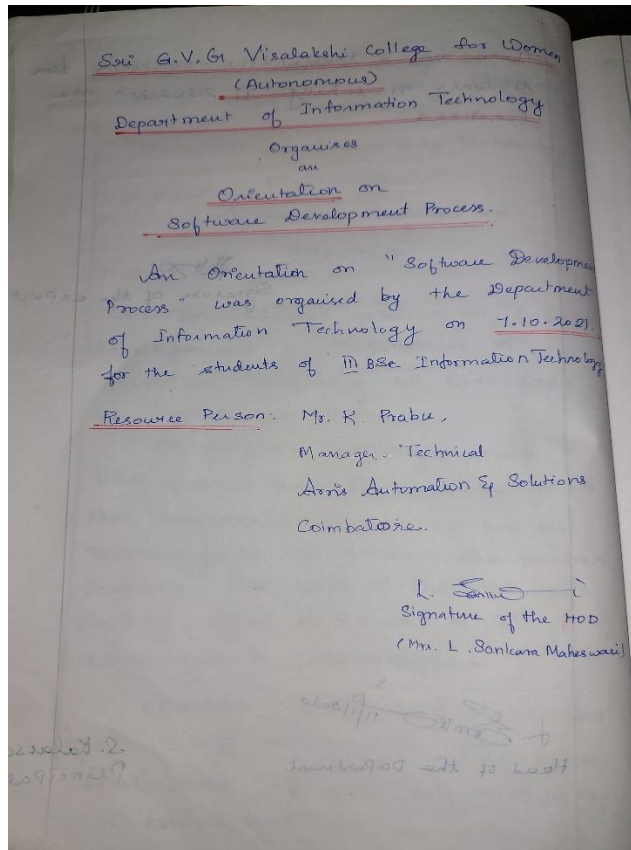 Sri G.V.G Visalakshi College for Women
(Autonomous)
Department of Information Technology
Organises
an
Orientation on
Software Development Process.
An Orientation on "Software Development
Process" was organised by the Department
of Information Technology on 7.10.2021.
for the students of III BSc Information Technology
Resource Person: Mr. K. Prabu,
Manager- Technical
Arris Automation & Solutions
Coimbatore.
L.
Signature of the HOD
(Mrs. L. Sankara Maheswari)
Head of the Department